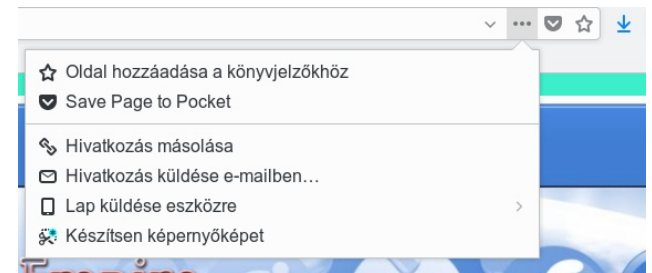 Oldal hozzáadása a könyvjelzőkhöz
Save Page to Pocket
Hivatkozás másolása
Hivatkozás küldése e-mailben…
Lap küldése eszközre
Készítsen képernyőképet